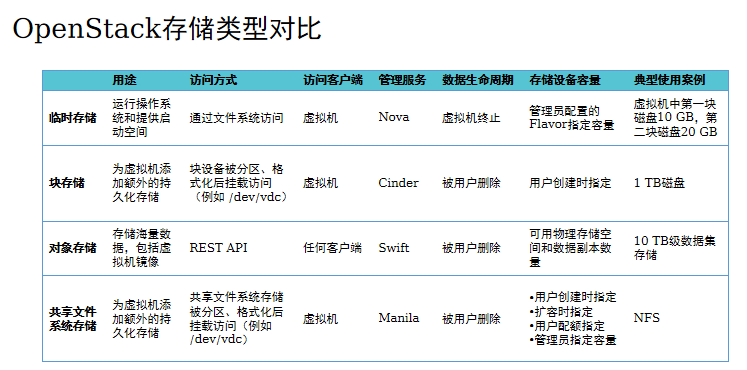 OpenStack存储类型对比
用途 访问方式 访问客户端 管理服务 数据生命周期 存储设备容量 典型使用案例
临时存储
运行操作系
统和提供启
动空间
通过文件系统访问
虚拟机
Nova
虚拟机终止
管理员配置的
Flavor指定容量
虚拟机中第一块
磁盘10 GB，第
二块磁盘20 GB
块存储
为虚拟机添
加额外的持
久化存储
块设备被分区、格
式化后挂载访问
（例如 /dev/vdc）
虚拟机
Cinder
被用户删除
用户创建时指定
1 TB磁盘
对象存储
存储海量数
据，包括虚
拟机镜像
REST API
任何客户端
Swift
被用户删除
可用物理存储空
间和数据副本数
量
10 TB级数据集
存储
共享文件
系统存储
为虚拟机添
加额外的持
久化存储
共享文件系统存储
被分区、格式化后
挂载访问（例如
/dev/vdc）
虚拟机
Manila
被用户删除
•用户创建时指定
•扩容时指定
•用户配额指定
•管理员指定容量
NFS